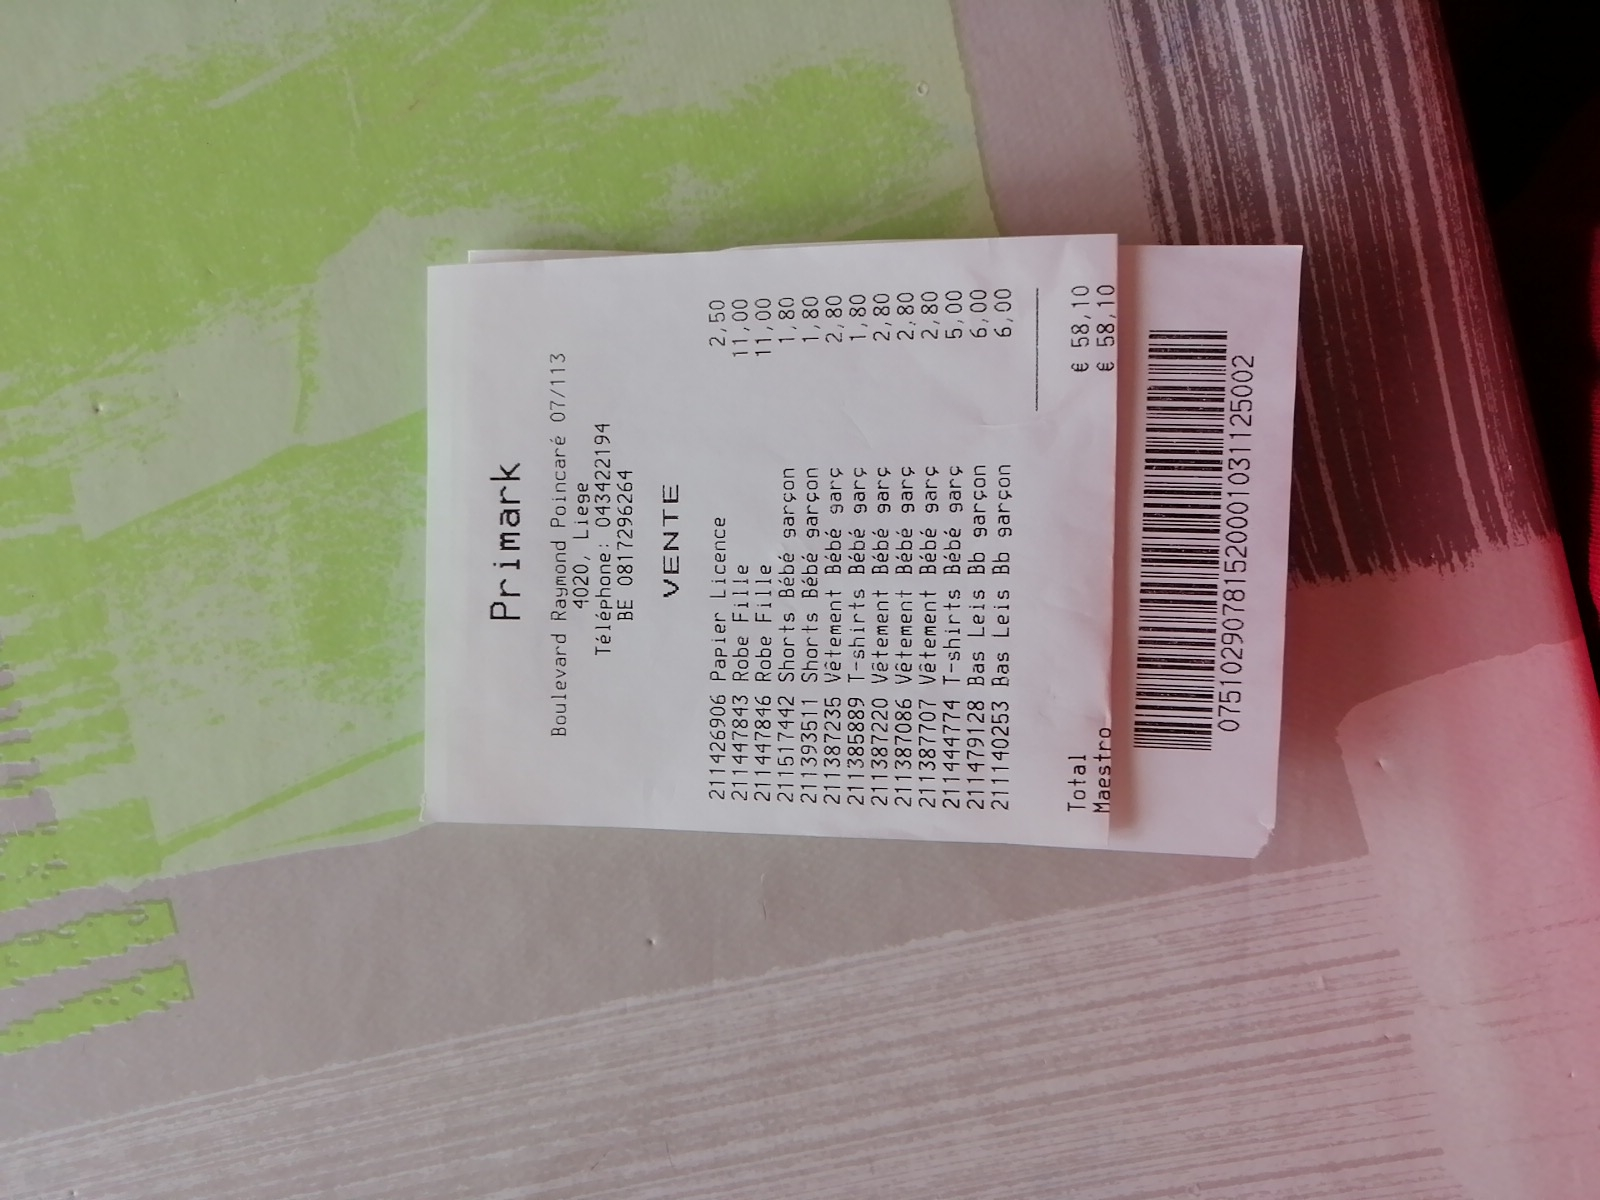 Primark
Boulevard Raymond Poincaré 07/113
4020, Liege
Téléphone: 043422194
BE 0817296264
VENTE
211426906 Papier Licence 2,50
211447843 Robe Fille 11,00
211447846 Robe Fille 11,00
211517442 Shorts Bébé garçon 1,80
211393511 Shorts Bébé garçon 1,80
211387235 Vêtement Bébé garç 2,80
211385889 T-shirts Bébé garç 1,80
211387220 Vêtement Bébé garç 2,80
211387086 Vêtement Bébé garç 2,80
211387707 Vêtement Bébé garç 2,80
211444774 T-shirts Bébé garç 5,00
211479128 Bas Leis Bb garçon 6,00
211140253 Bas Leis Bb garçon 6,00
Total € 58,10
Maestro € 58,10
07510290781520001031125002